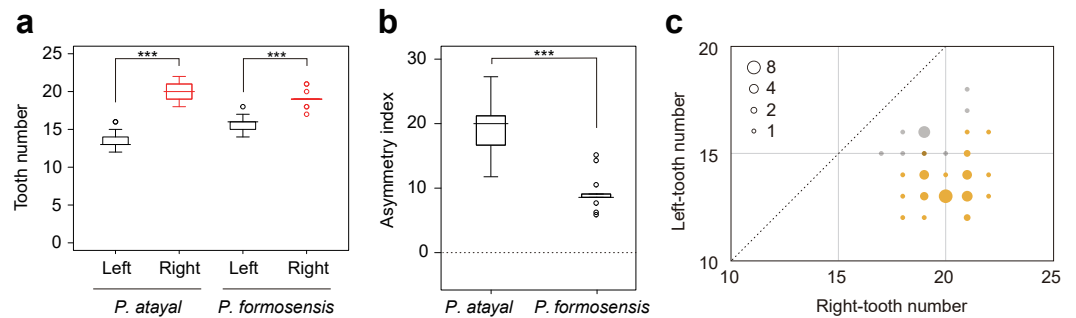 a
Tooth number
25
20
15
10
5
0
***
***
Left Right Left Right
P. atayal P. formosensis
b
Asymmetry index
30
20
10
0
***
P. atayal P. formosensis
c
Left-tooth number
20
15
10
8
4
2
1
10 15 20 25
Right-tooth number